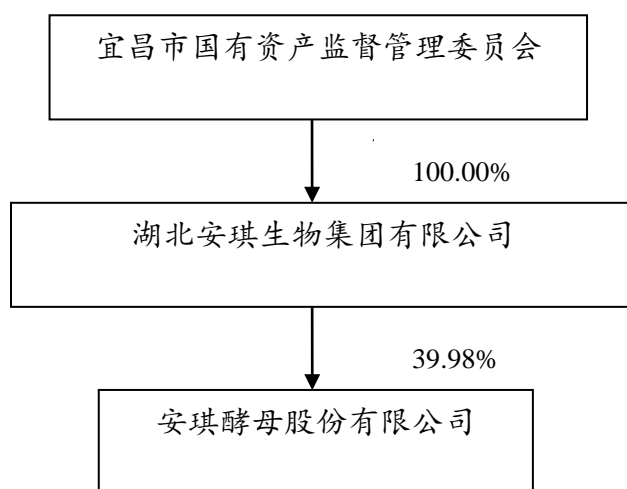 宜昌市国有资产监督管理委员会
100.00%
湖北安琪生物集团有限公司
39.98%
安琪酵母股份有限公司